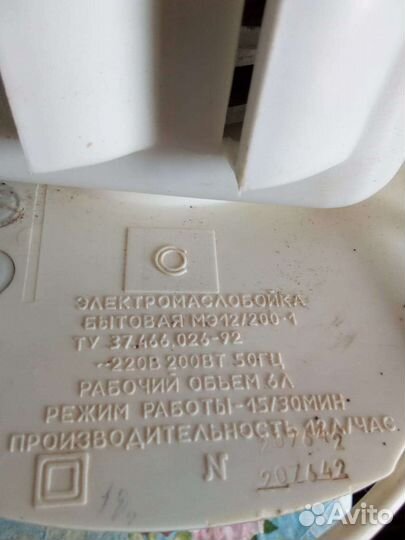 ЭЛЕКТРОМАСЛОБОЙКА
БЫТОВАЯ МЭ12/200-1
ТУ 37.466.026-92
~220В 200ВТ 50ГЦ
РАБОЧИЙ ОБЪЕМ 6Л
РЕЖИМ РАБОТЫ-15/30МИН
ПРОИЗВОДИТЕЛЬНОСТЬ 12Л/ЧАС
N 207642
Avito